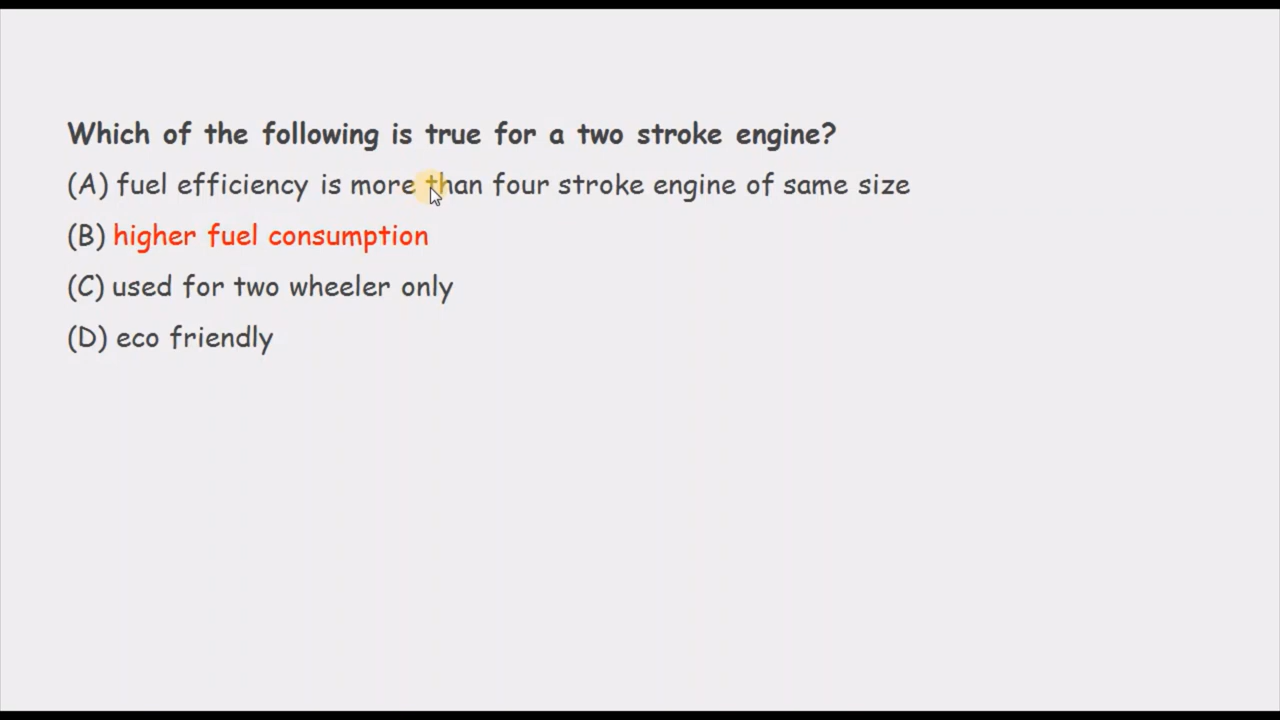 Which of the following is true for a two stroke engine?
(A) fuel efficiency is more than four stroke engine of same size
(B) higher fuel consumption
(C) used for two wheeler only
(D) eco friendly